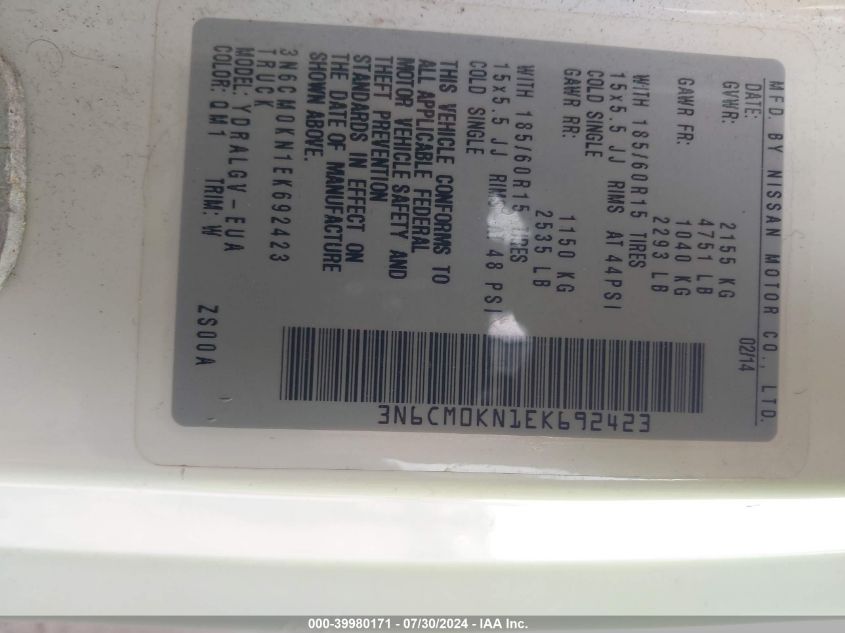 MFD. BY NISSAN MOTOR CO., LTD.
DATE: 02/14
GVWR: 2155 KG
4751 LB
GAWR FR: 1040 KG
2293 LB
WITH 185/60R15 TIRES
15x5.5 JJ RIMS AT 44PSI
COLD SINGLE
GAWR RR: 1150 KG
2535 LB
WITH 185/60R15
15x5.5 JJ 48 PSI
COLD SINGLE
THIS VEHICLE CONFORMS TO
ALL APPLICABLE FEDERAL
MOTOR VEHICLE SAFETY AND
THEFT PREVENTION
STANDARDS IN EFFECT ON
THE DATE OF MANUFACTURE
SHOWN ABOVE.
3N6CM0KN1EK692423
TRUCK
MODEL: YDRALGV-EUA
COLOR: QM1 TRIM: W ZS00A
3N6CM0KN1EK692423
000-39980171 - 07/30/2024 - IAA Inc.